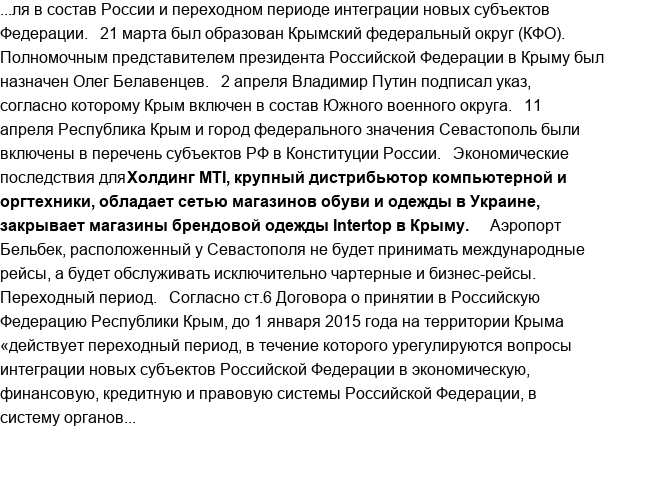 ...ля в состав России и переходном периоде интеграции новых субъектов
Федерации. 21 марта был образован Крымский федеральный округ (КФО).
Полномочным представителем президента Российской Федерации в Крыму был
назначен Олег Белавенцев. 2 апреля Владимир Путин подписал указ,
согласно которому Крым включен в состав Южного военного округа. 11
апреля Республика Крым и город федерального значения Севастополь были
включены в перечень субъектов РФ в Конституции России. Экономические
последствия дляХолдинг MTI, крупный дистрибьютор компьютерной и
оргтехники, обладает сетью магазинов обуви и одежды в Украине,
закрывает магазины брендовой одежды Intertop в Крыму. Аэропорт
Бельбек, расположенный у Севастополя не будет принимать международные
рейсы, а будет обслуживать исключительно чартерные и бизнес-рейсы.
Переходный период. Согласно ст.6 Договора о принятии в Российскую
Федерацию Республики Крым, до 1 января 2015 года на территории Крыма
«действует переходный период, в течение которого урегулируются вопросы
интеграции новых субъектов Российской Федерации в экономическую,
финансовую, кредитную и правовую системы Российской Федерации, в
систему органов...